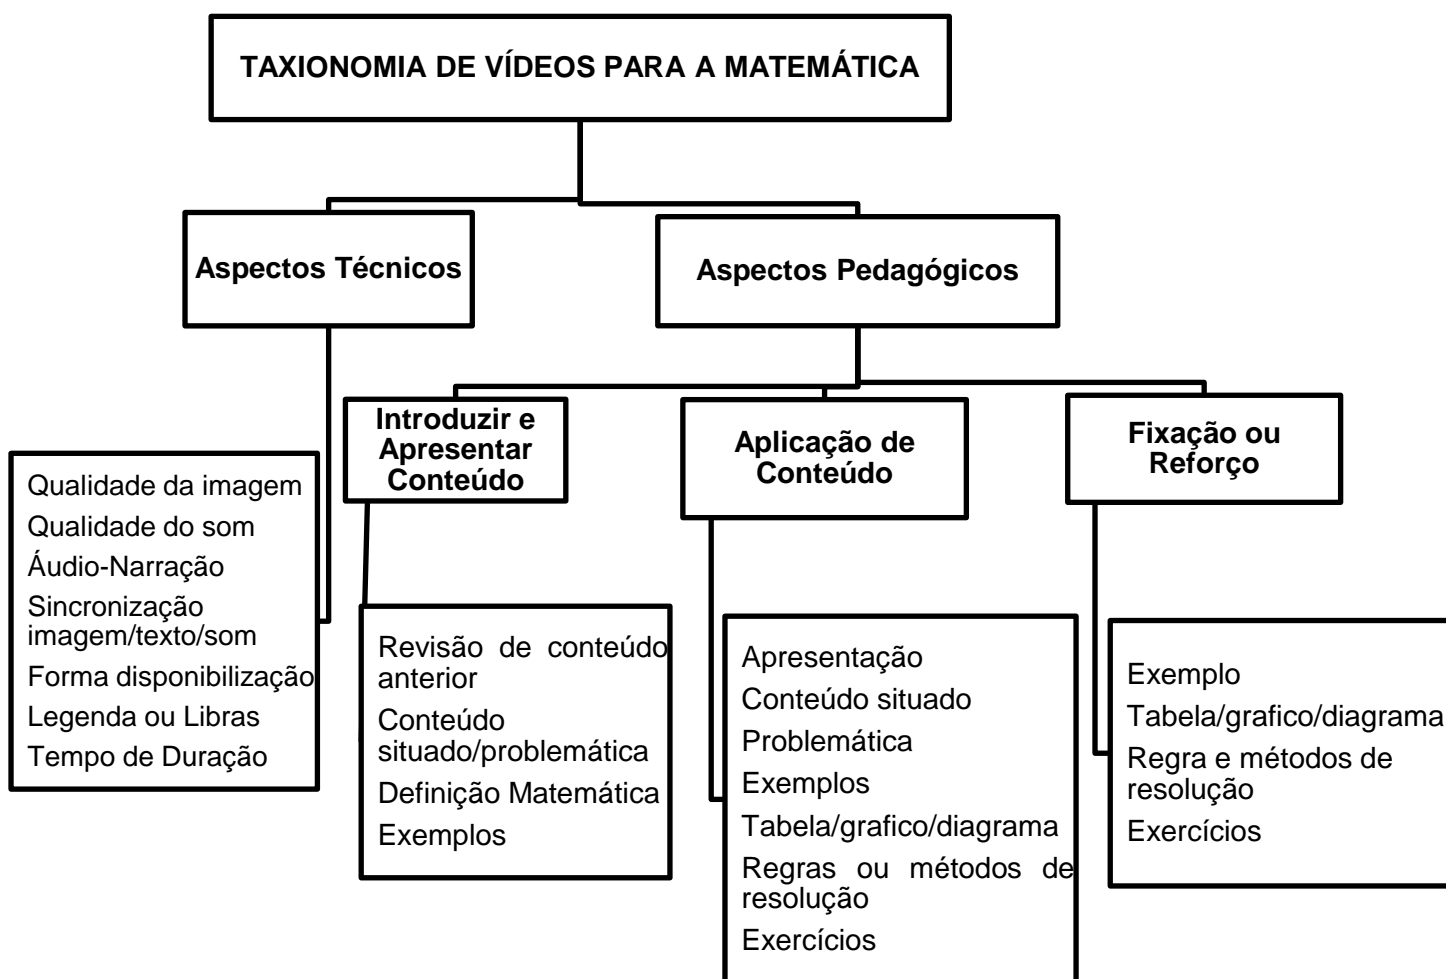 TAXIONOMIA DE VÍDEOS PARA A MATEMÁTICA
Aspectos Técnicos
Aspectos Pedagógicos
Introduzir e
Apresentar
Conteúdo
Aplicação de
Conteúdo
Fixação ou
Reforço
Qualidade da imagem
Qualidade do som
Áudio-Narração
Sincronização
imagem/texto/som
Forma disponibilização
Legenda ou Libras
Tempo de Duração
Revisão de conteúdo
anterior
Conteúdo
situado/problemática
Definição Matemática
Exemplos
Apresentação
Conteúdo situado
Problemática
Exemplos
Tabela/grafico/diagrama
Regras ou métodos de
resolução
Exercícios
Exemplo
Tabela/grafico/diagrama
Regra e métodos de
resolução
Exercícios